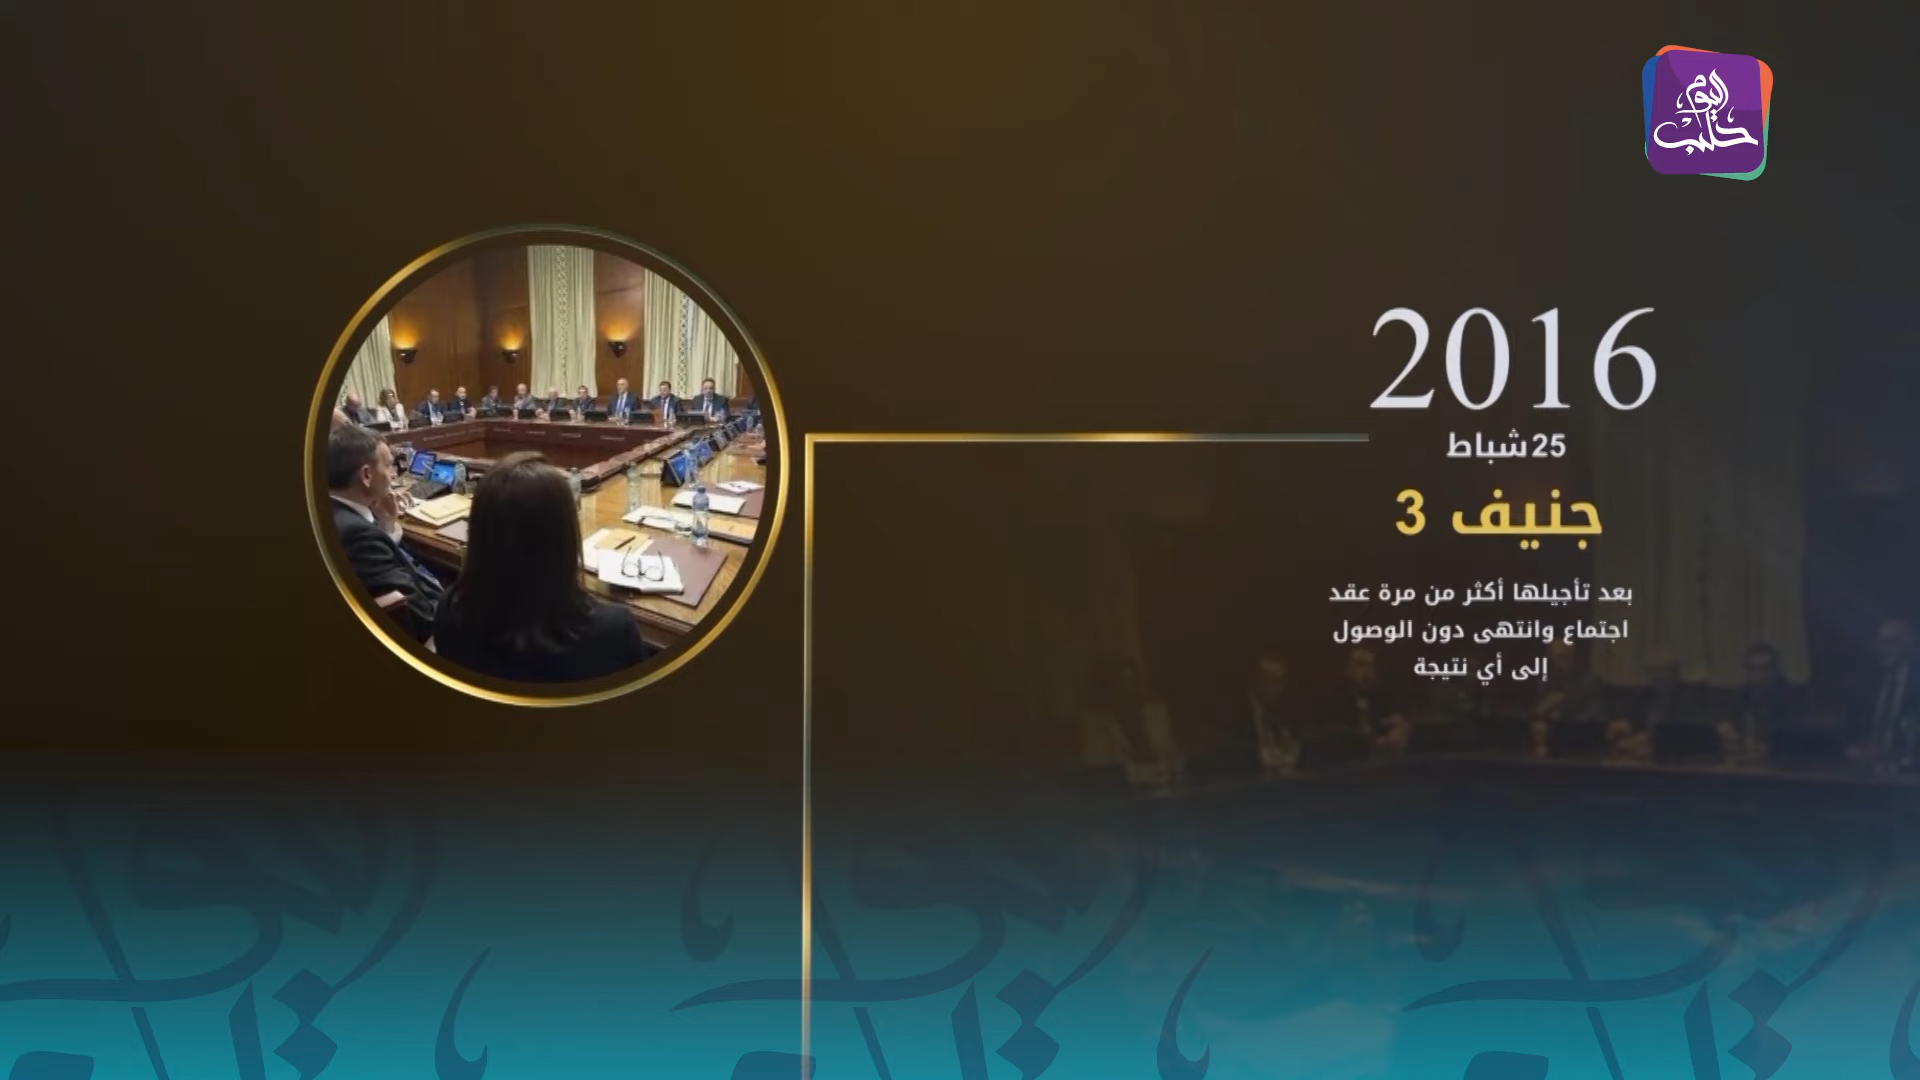 حلب
اليوم
2016
25شباط
جنيف 3
بعد تأجيلها أكثر من مرة عقد
اجتماع وانتهى دون الوصول
إلى أي نتيجة